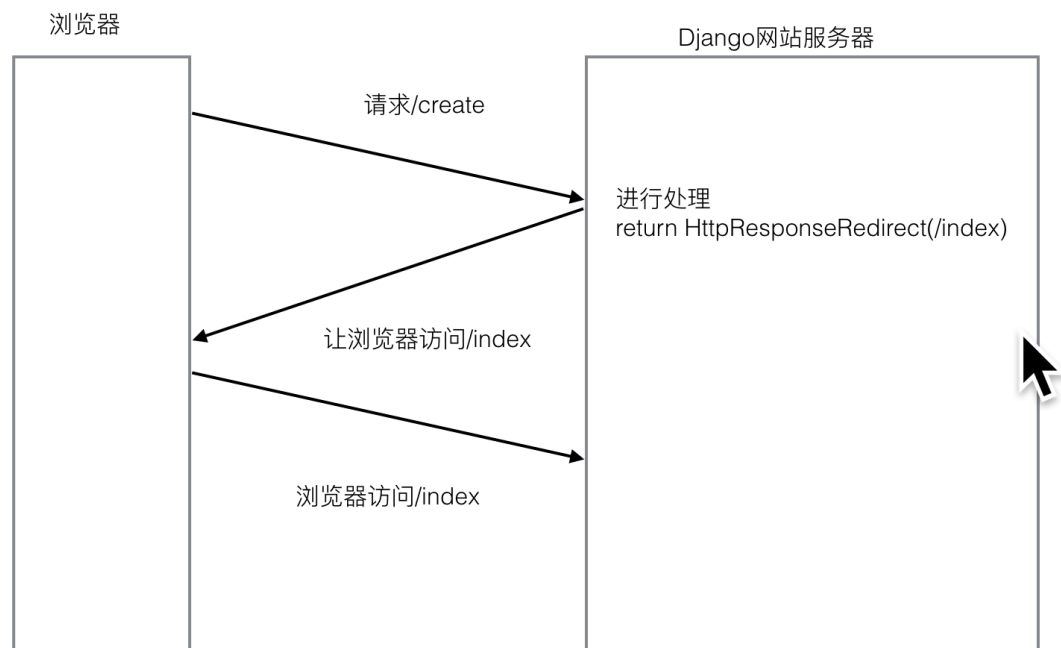 浏览器
Django网站服务器
请求/create
进行处理
return HttpResponseRedirect(/index)
让浏览器访问/index
浏览器访问/index